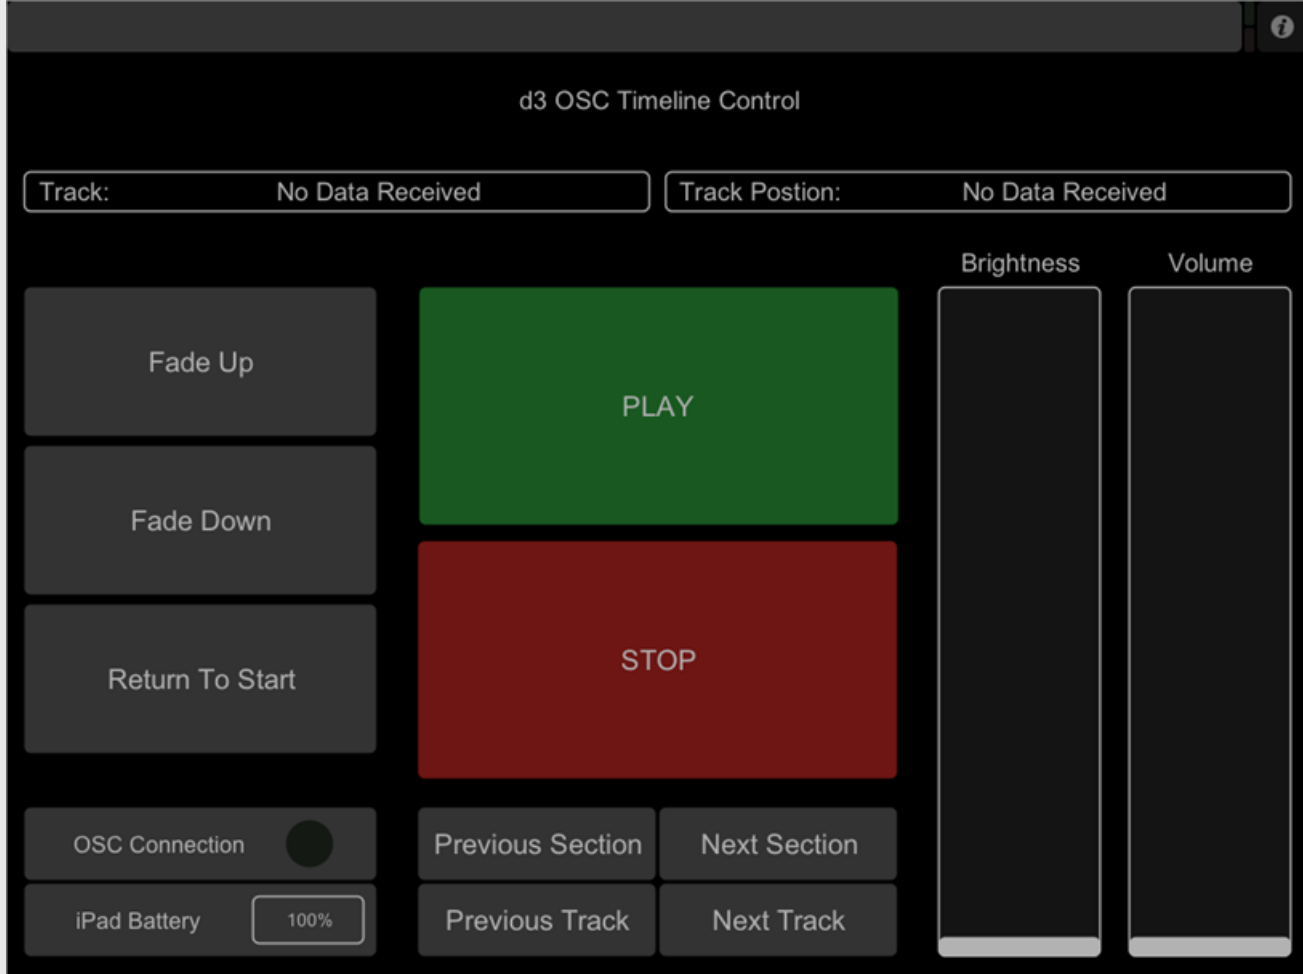 d3 OSC Timeline Control
Track: No Data Received
Track Postion: No Data Received
Brightness
Volume
Fade Up
PLAY
Fade Down
STOP
Return To Start
OSC Connection
Previous Section
Next Section
iPad Battery
100%
Previous Track
Next Track